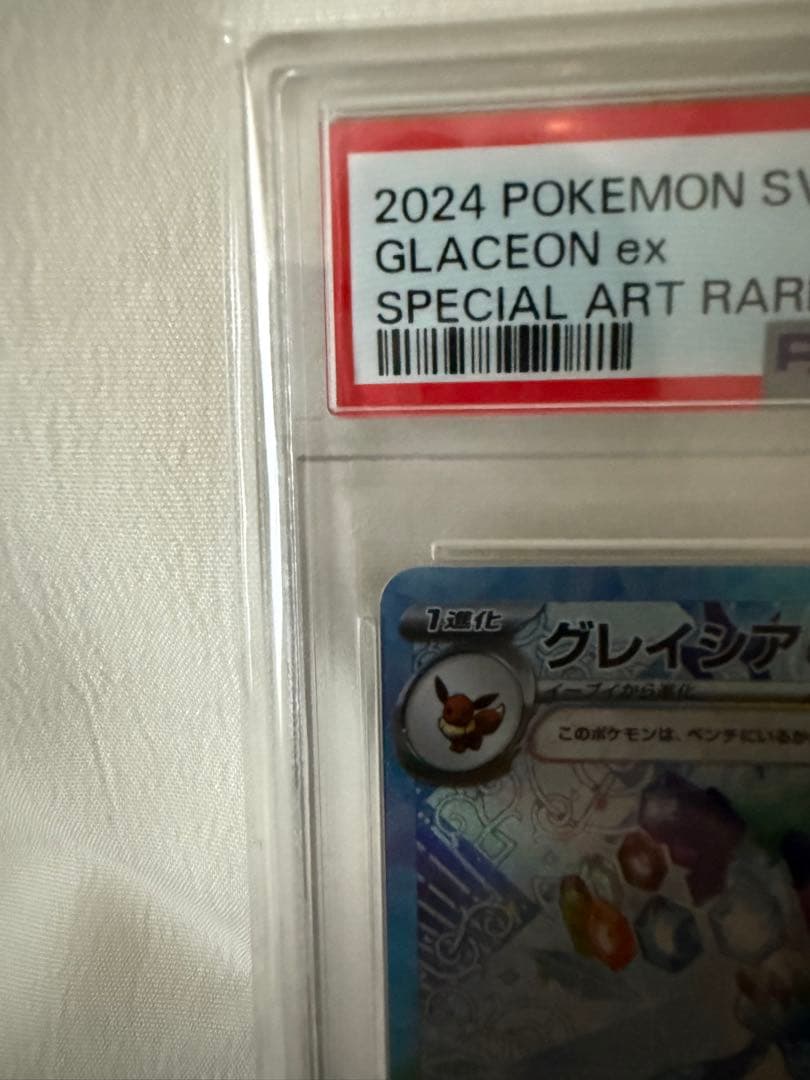 2024 POKEMON SV
GLACEON ex
SPECIAL ART RARE
1進化
グレイシア
イーブイから進化
このポケモンは、ベンチにいるか